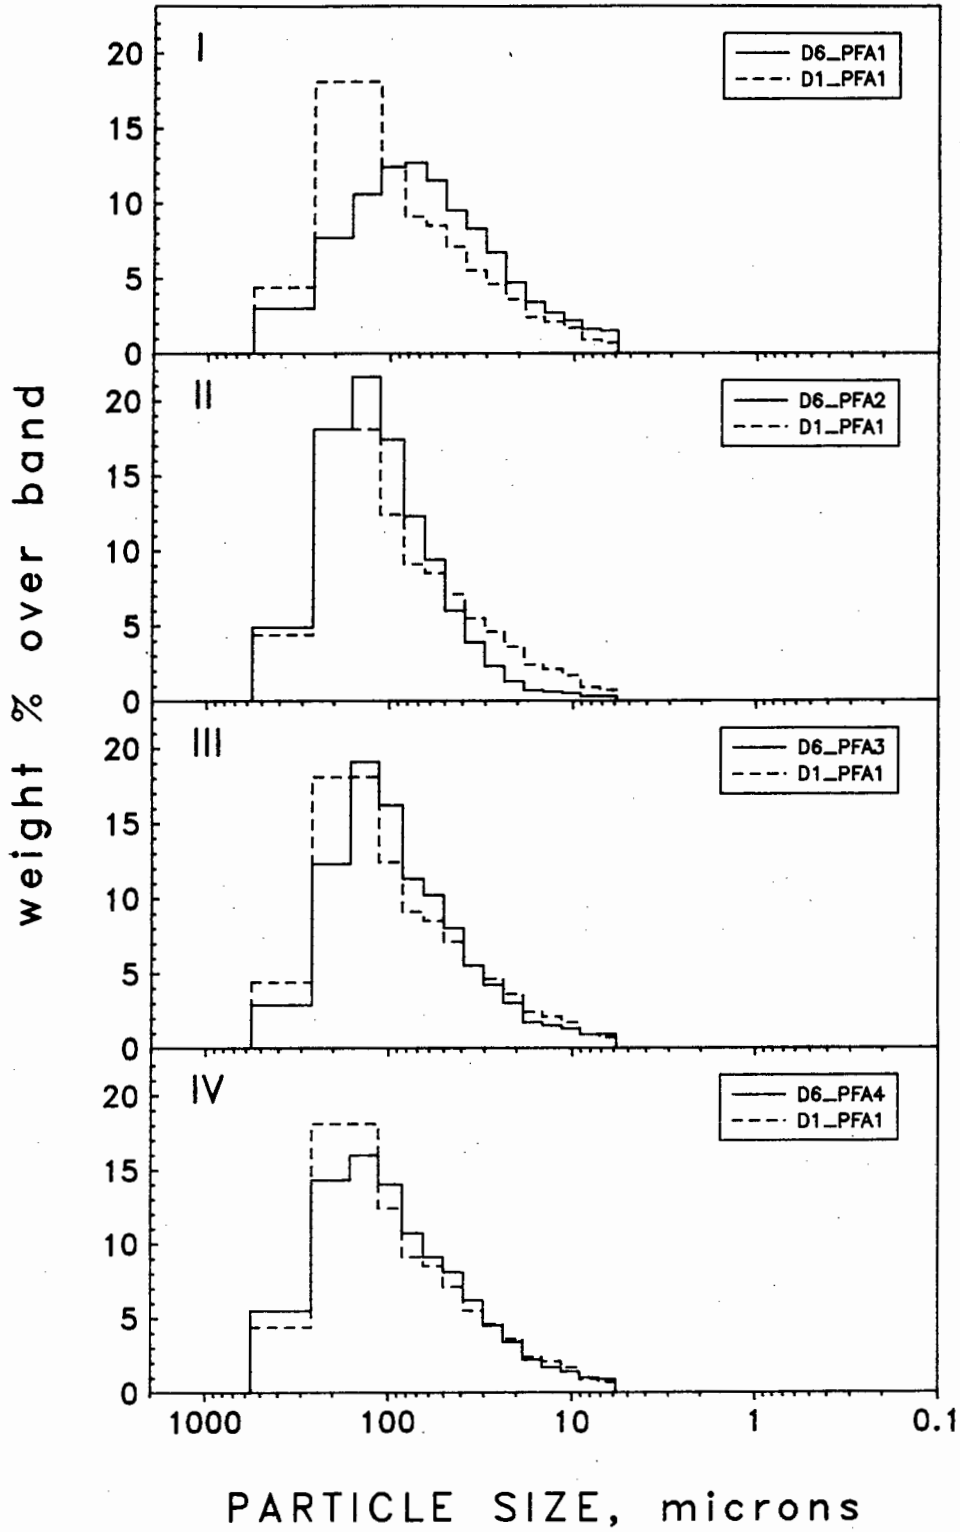 I
20
15
10
5
0
D6_PFA1
D1_PFA1
II
20
15
10
5
0
D6_PFA2
D1_PFA1
III
20
15
10
5
0
D6_PFA3
D1_PFA1
IV
20
15
10
5
0
D6_PFA4
D1_PFA1
weight % over band
1000 100 10 1 0.1
PARTICLE SIZE, microns